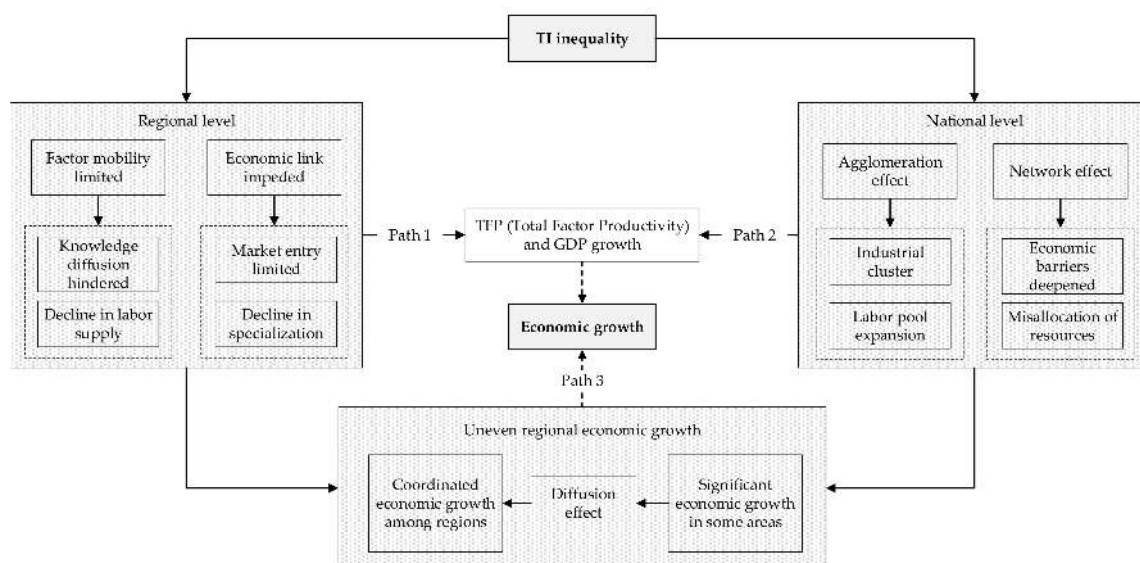 TI inequality
Regional level
Factor mobility
limited
Economic link
impeded
Knowledge
diffusion
hindered
Decline in labor
supply
Market entry
limited
Decline in
specialization
Path 1
TFP (Total Factor Productivity)
and GDP growth
Path 2
Economic growth
Path 3
National level
Agglomeration
effect
Network effect
Industrial
cluster
Labor pool
expansion
Economic
barriers
deepened
Misallocation of
resources
Uneven regional economic growth
Coordinated
economic growth
among regions
Diffusion
effect
Significant
economic growth
in some areas